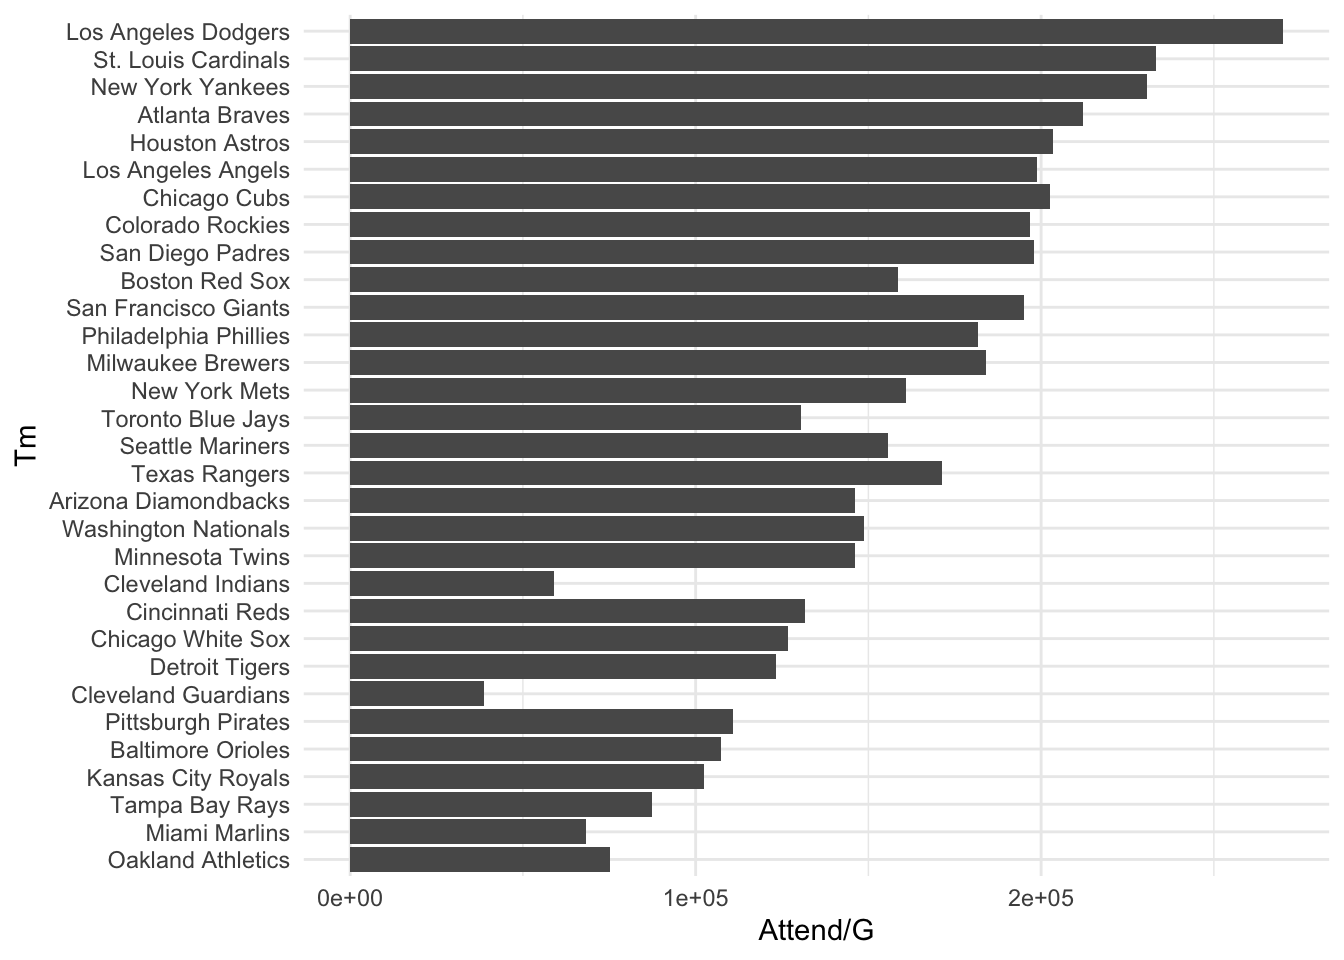 Los Angeles Dodgers
St. Louis Cardinals
New York Yankees
Atlanta Braves
Houston Astros
Los Angeles Angels
Chicago Cubs
Colorado Rockies
San Diego Padres
Boston Red Sox
San Francisco Giants
Philadelphia Phillies
Milwaukee Brewers
New York Mets
Toronto Blue Jays
Seattle Mariners
Texas Rangers
Arizona Diamondbacks
Washington Nationals
Minnesota Twins
Cleveland Indians
Cincinnati Reds
Chicago White Sox
Detroit Tigers
Cleveland Guardians
Pittsburgh Pirates
Baltimore Orioles
Kansas City Royals
Tampa Bay Rays
Miami Marlins
Oakland Athletics
Tm
0e+00 1e+05 2e+05
Attend/G